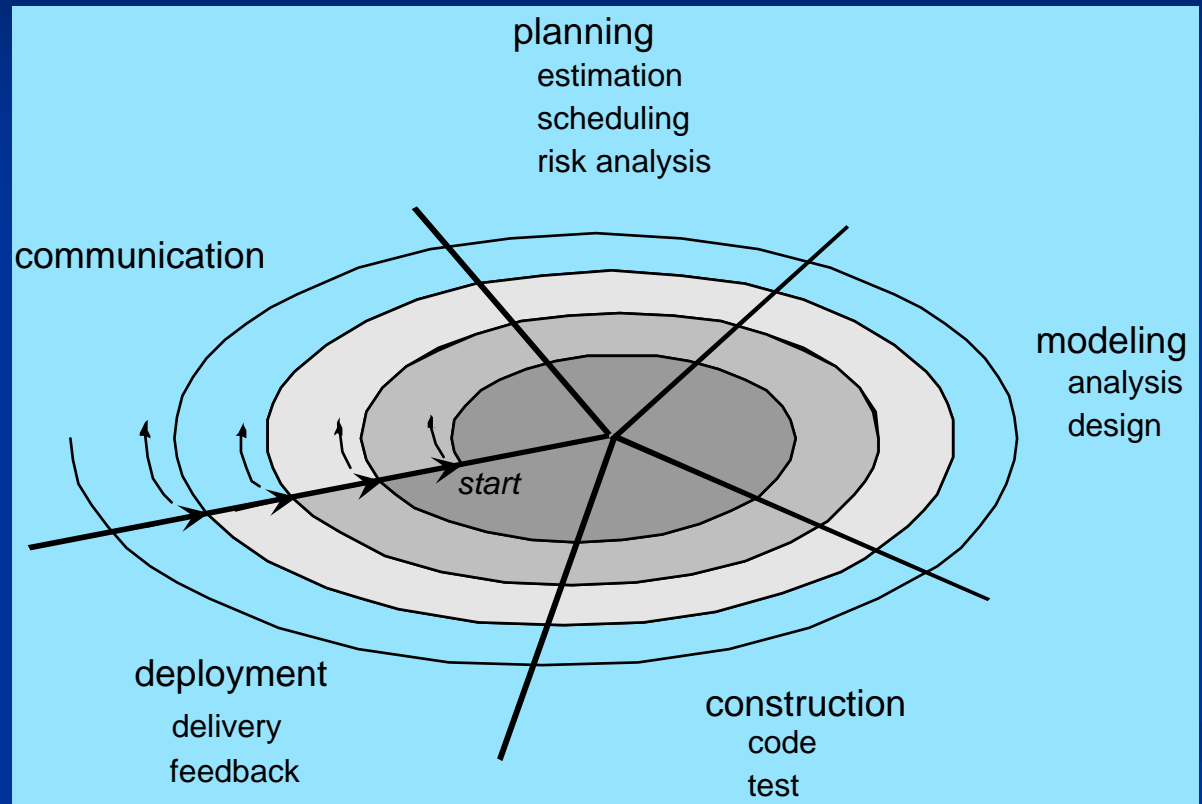 planning
estimation
scheduling
risk analysis
communication
modeling
analysis
design
start
deployment
delivery
feedback
construction
code
test